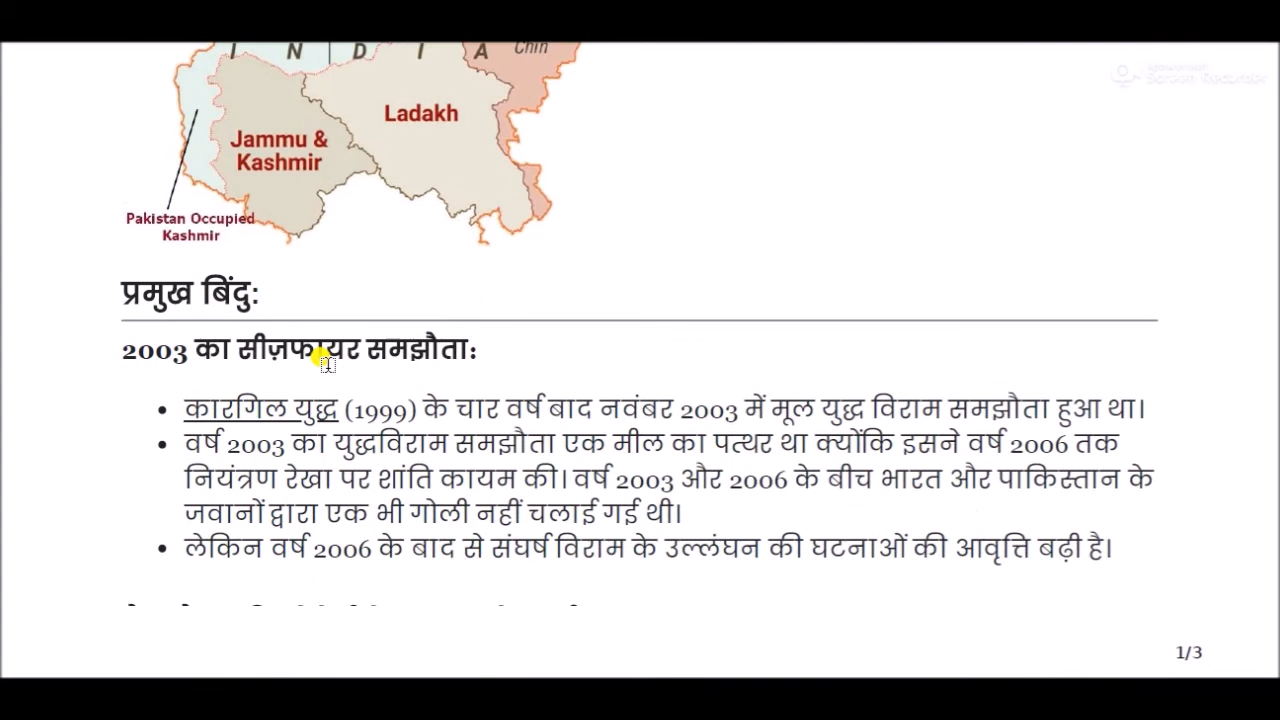 I N D I A Chin
Ladakh
Jammu &
Kashmir
Pakistan Occupied
Kashmir
प्रमुख बिंदु:
2003 का सीज़फायर समझौता:
• कारगिल युद्ध (1999) के चार वर्ष बाद नवंबर 2003 में मूल युद्ध विराम समझौता हुआ था।
• वर्ष 2003 का युद्धविराम समझौता एक मील का पत्थर था क्योंकि इसने वर्ष 2006 तक
नियंत्रण रेखा पर शांति कायम की। वर्ष 2003 और 2006 के बीच भारत और पाकिस्तान के
जवानों द्वारा एक भी गोली नहीं चलाई गई थी।
• लेकिन वर्ष 2006 के बाद से संघर्ष विराम के उल्लंघन की घटनाओं की आवृत्ति बढ़ी है।
1/3